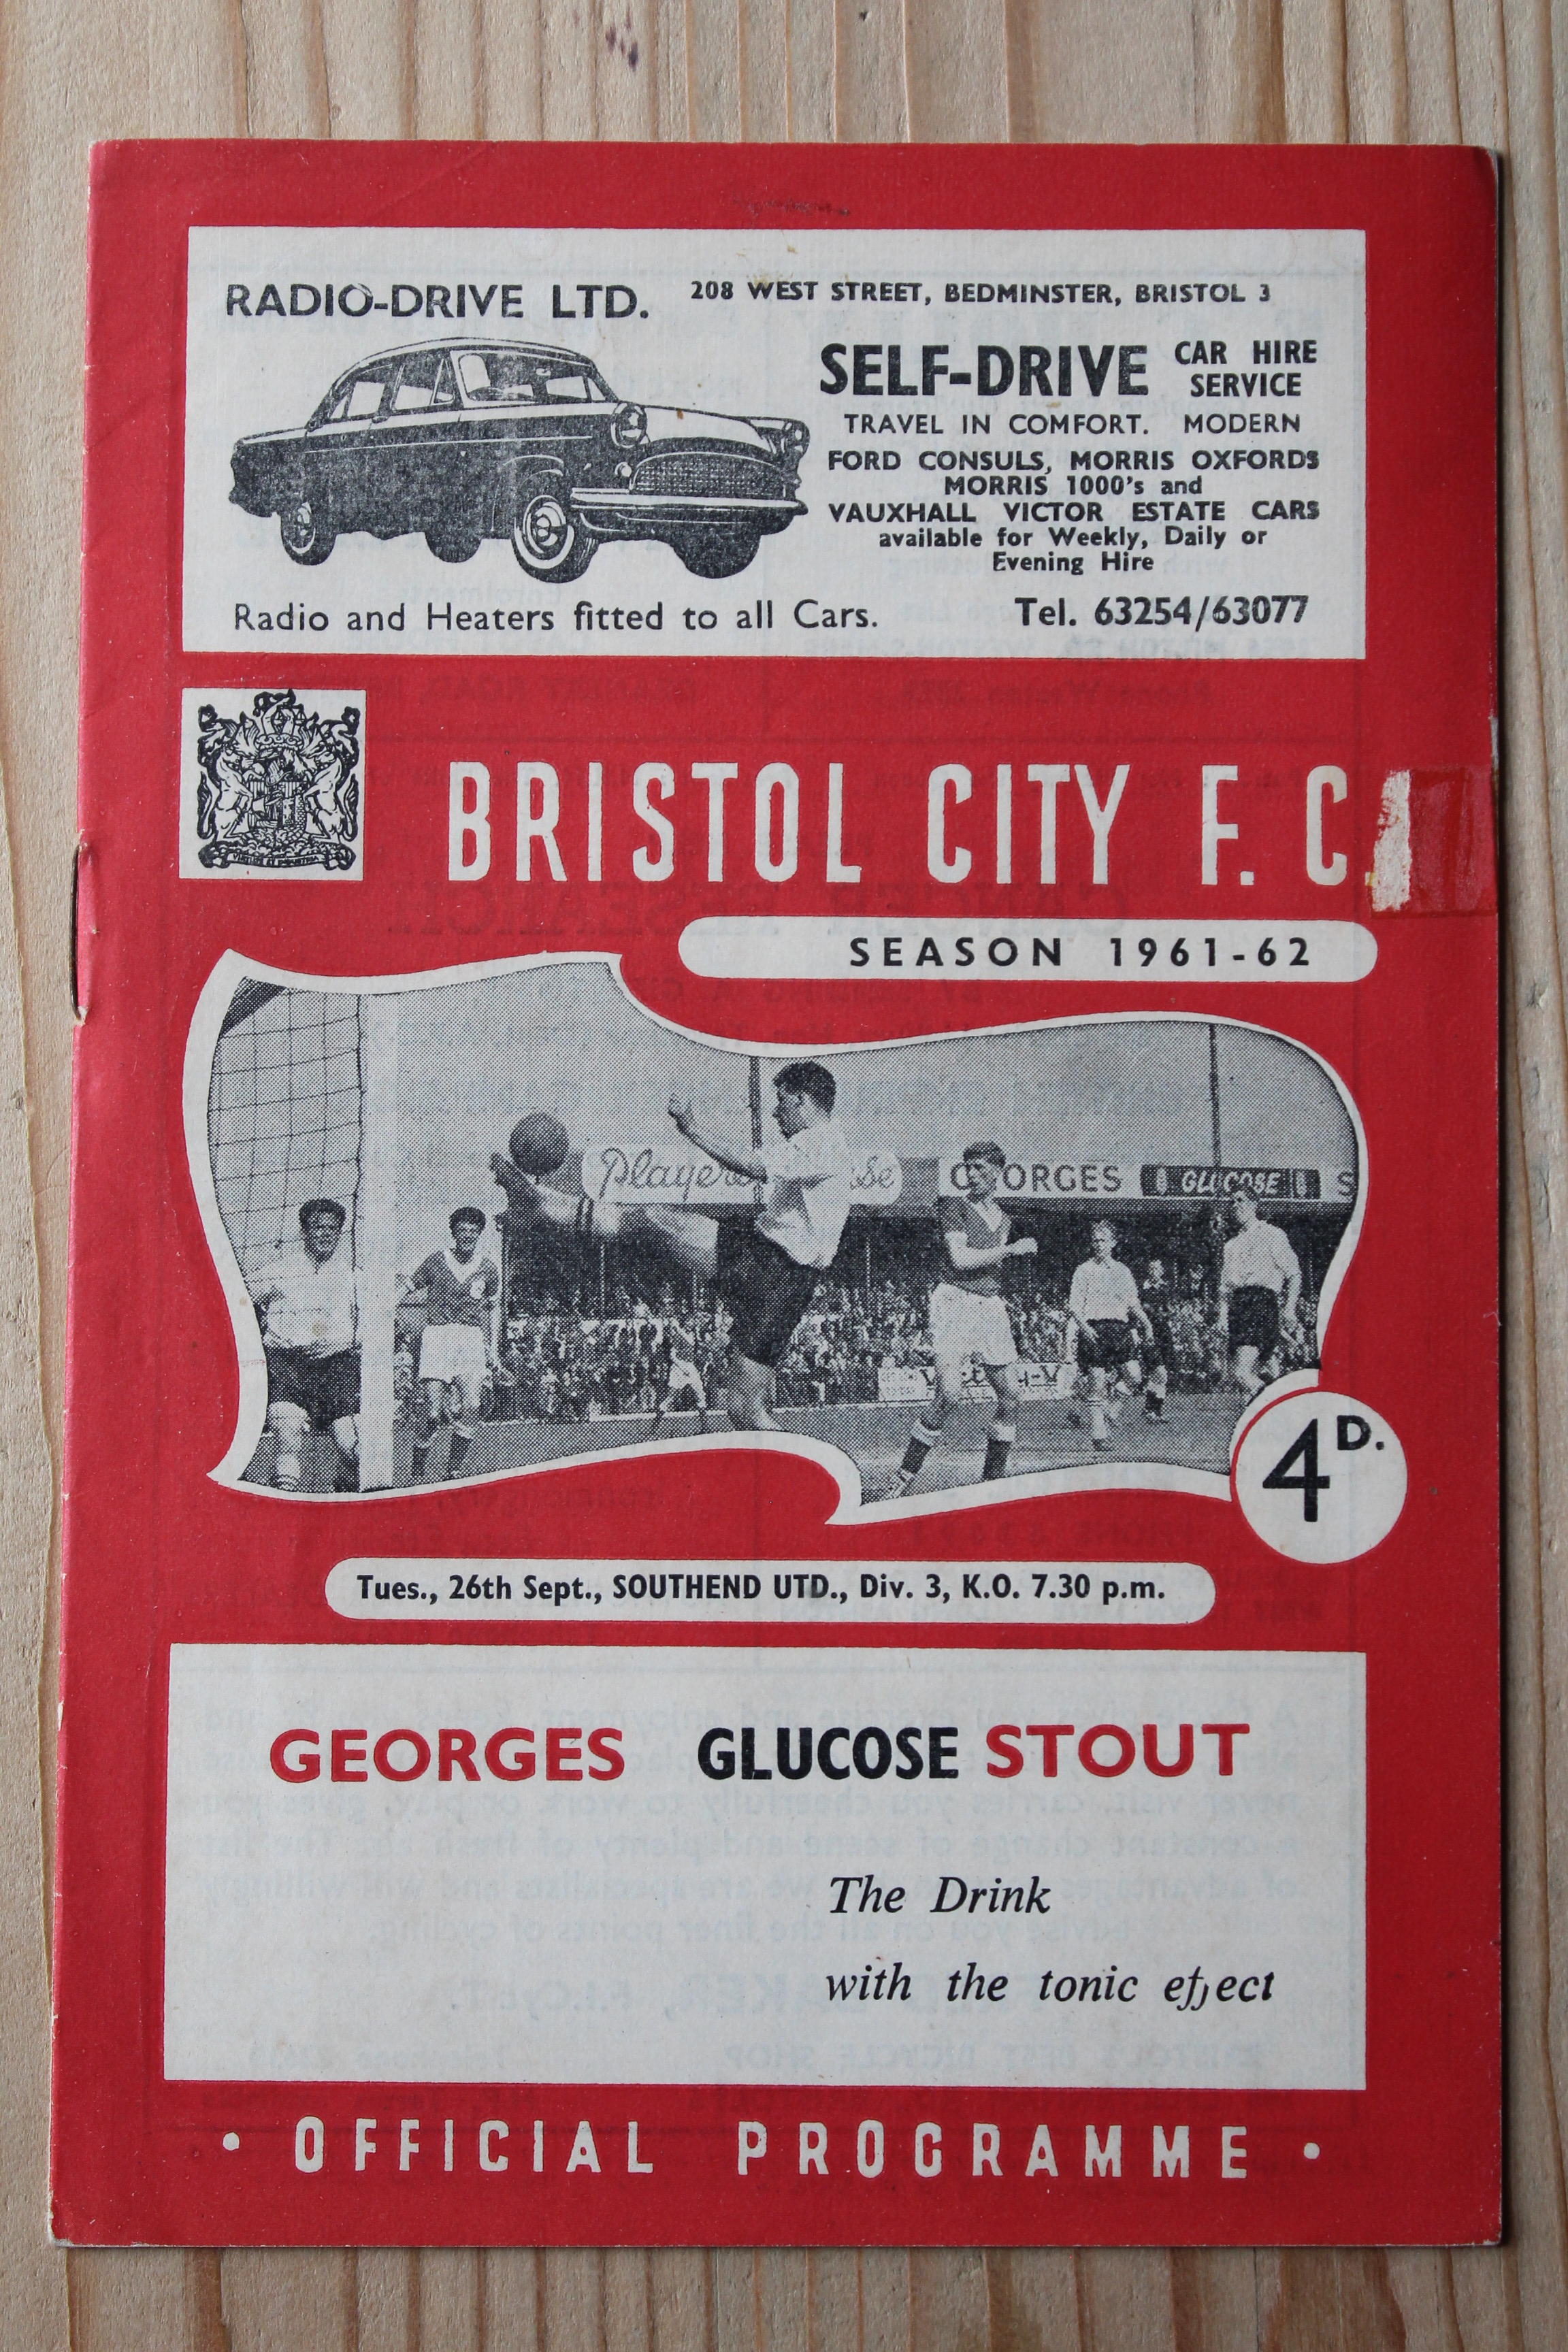 RADIO-DRIVE LTD. 208 WEST STREET, BEDMINSTER, BRISTOL 3
SELF-DRIVE CAR HIRE
SERVICE
TRAVEL IN COMFORT. MODERN
FORD CONSULS, MORRIS OXFORDS
MORRIS 1000's and
VAUXHALL VICTOR ESTATE CARS
available for Weekly, Daily or
Evening Hire
Radio and Heaters fitted to all Cars. Tel. 63254/63077
BRISTOL CITY F. C.
SEASON 1961-62
Players GEORGES GLUCOSE S
4D.
Tues., 26th Sept., SOUTHEND UTD., Div. 3, K.O. 7.30 p.m.
GEORGES GLUCOSE STOUT
The Drink
with the tonic effect
• OFFICIAL PROGRAMME •